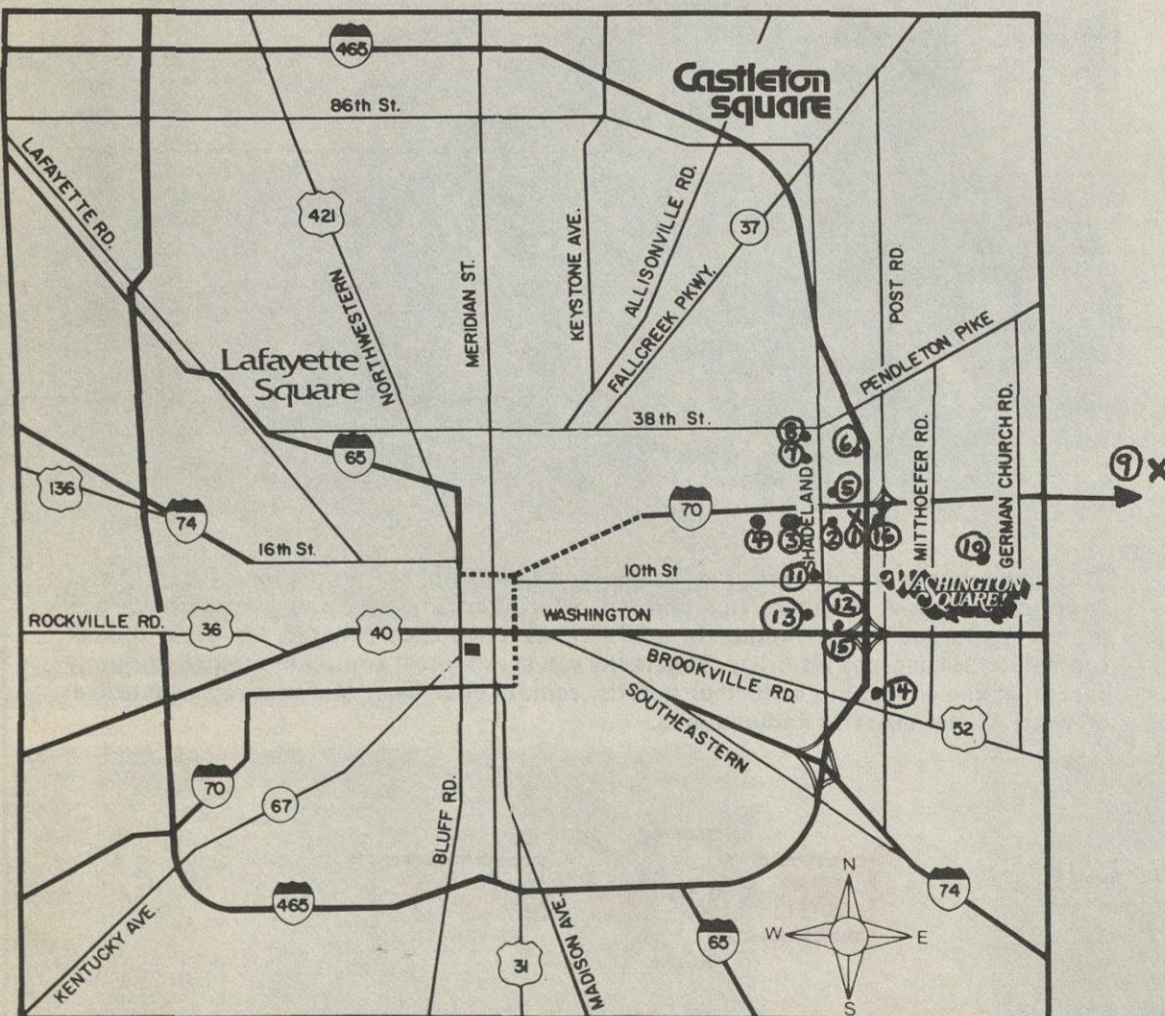 465
Castleton
square
86th St.
LAFAYETTE RD.
421
NORTHWESTERN
MERIDIAN ST.
KEYSTONE AVE.
ALLISONVILLE RD.
FALLCREEK PKWY.
37
POST RD.
PENDLETON PIKE
Lafayette
Square
38th St.
8
7
6
SHADELAND
MITTHOEFER RD.
GERMAN CHURCH RD.
9 X
65
136
74
5
70
4
3
2
X
1
16
10
16th St.
10th St
11
WASHINGTON
SQUARE!
12
13
ROCKVILLE RD.
36
40
WASHINGTON
15
BROOKVILLE RD.
14
SOUTHEASTERN
52
70
67
BLUFF RD.
N
W
E
S
465
KENTUCKY AVE.
31
MADISON AVE.
65
74